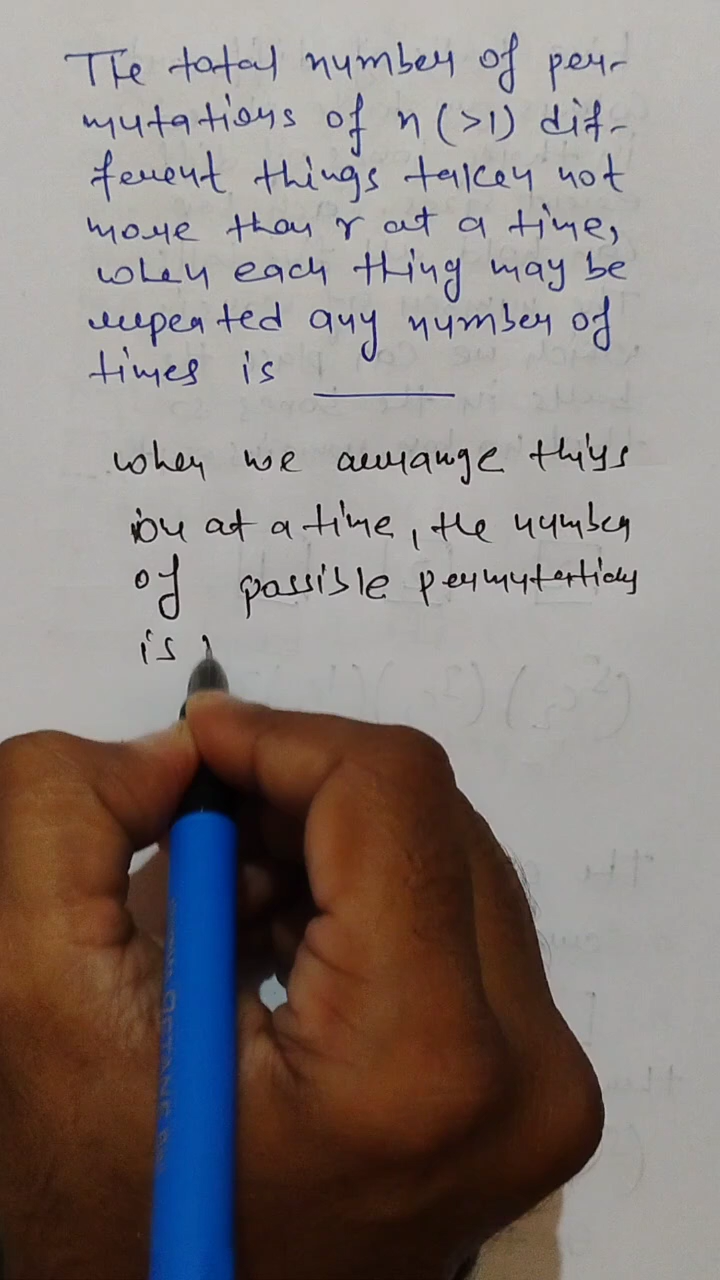 The total number of per-
mutations of n(>1) dif-
ferent things taken not
more than r at a time,
when each thing may be
repeated any number of
times is ______
when we arrange things
at a time, the number
of possible permutations
is